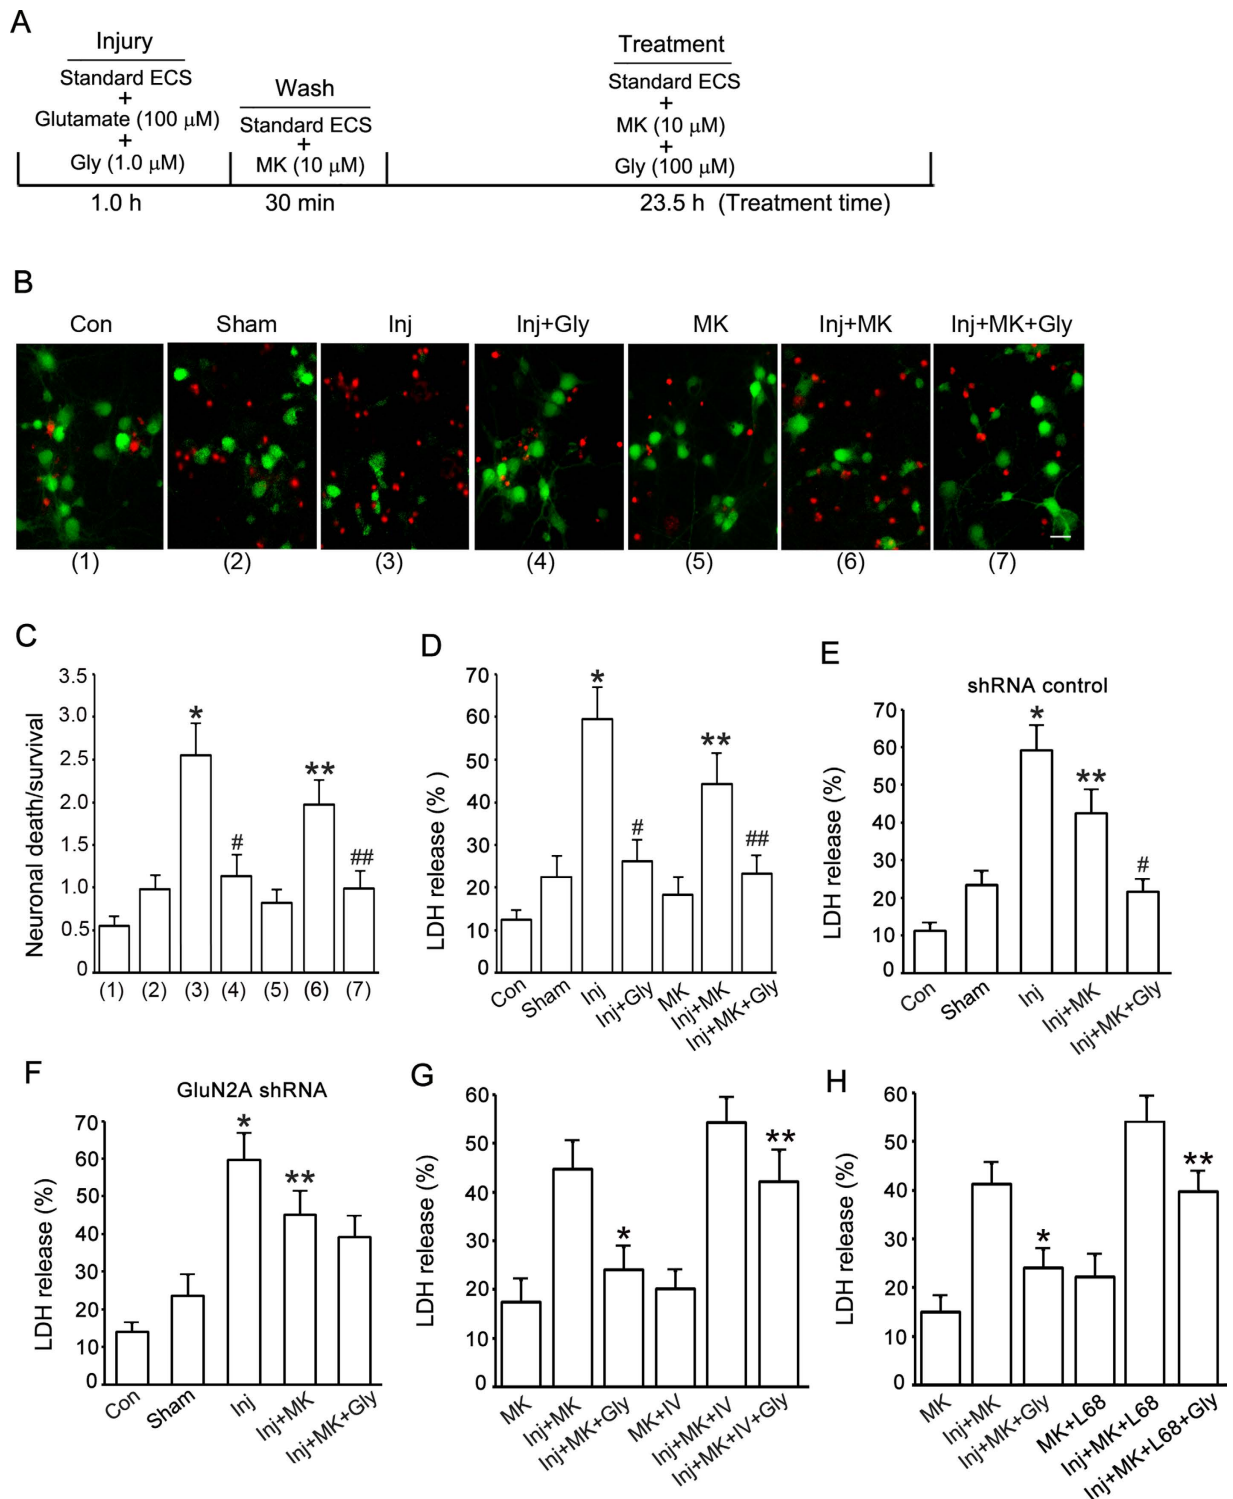 A
Injury
Standard ECS
+
Glutamate (100 μM)
+
Gly (1.0 μM)
1.0 h
Wash
Standard ECS
+
MK (10 μM)
30 min
Treatment
Standard ECS
+
MK (10 μM)
+
Gly (100 μM)
23.5 h (Treatment time)
B
Con Sham Inj Inj+Gly MK Inj+MK Inj+MK+Gly
(1) (2) (3) (4) (5) (6) (7)
C
Neuronal death/survival
3.5
3.0
2.5
2.0
1.5
1.0
0.5
0
* # ** ##
(1) (2) (3) (4) (5) (6) (7)
D
LDH release (% )
70
60
50
40
30
20
10
0
* # ** ##
Con Sham Inj Inj+Gly MK Inj+MK Inj+MK+Gly
E
shRNA control
LDH release (%)
70
60
50
40
30
20
10
0
* ** #
Con Sham Inj Inj+MK Inj+MK+Gly
F
GluN2A shRNA
LDH release (%)
70
60
50
40
30
20
10
0
* **
Con Sham Inj Inj+MK Inj+MK+Gly
G
LDH release (%)
60
50
40
30
20
10
0
* **
MK Inj+MK Inj+MK+Gly MK+IV Inj+MK+IV Inj+MK+IV+Gly
H
LDH release (%)
60
50
40
30
20
10
0
* **
MK Inj+MK Inj+MK+Gly MK+L68 Inj+MK+L68 Inj+MK+L68+Gly